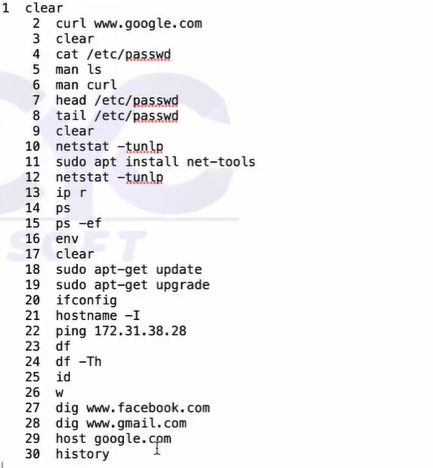 1 clear
2 curl www.google.com
3 clear
4 cat /etc/passwd
5 man ls
6 man curl
7 head /etc/passwd
8 tail /etc/passwd
9 clear
10 netstat -tunlp
11 sudo apt install net-tools
12 netstat -tunlp
13 ip r
14 ps
15 ps -ef
16 env
17 clear
18 sudo apt-get update
19 sudo apt-get upgrade
20 ifconfig
21 hostname -I
22 ping 172.31.38.28
23 df
24 df -Th
25 id
26 w
27 dig www.facebook.com
28 dig www.gmail.com
29 host google.com
30 history